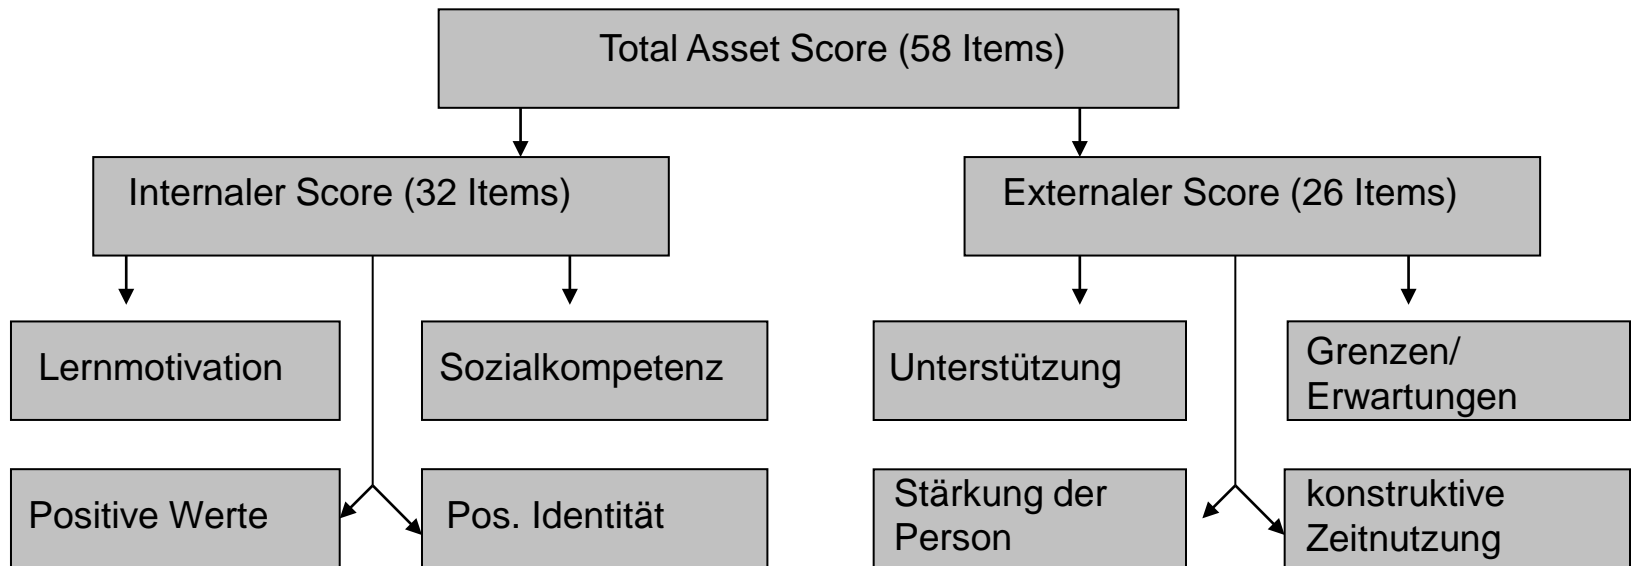 Total Asset Score (58 Items)
Internaler Score (32 Items)
Externaler Score (26 Items)
Lernmotivation
Sozialkompetenz
Unterstützung
Grenzen/
Erwartungen
Positive Werte
Pos. Identität
Stärkung der
Person
konstruktive
Zeitnutzung